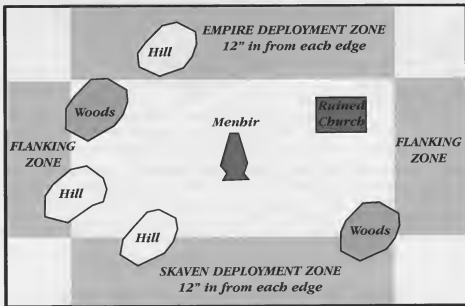 EMPIRE DEPLOYMENT ZONE
12" in from each edge
Hill
Woods
Menhir
Ruined
Church
FLANKING
ZONE
FLANKING
ZONE
Hill
Hill
Woods
SKAVEN DEPLOYMENT ZONE
12" in from each edge